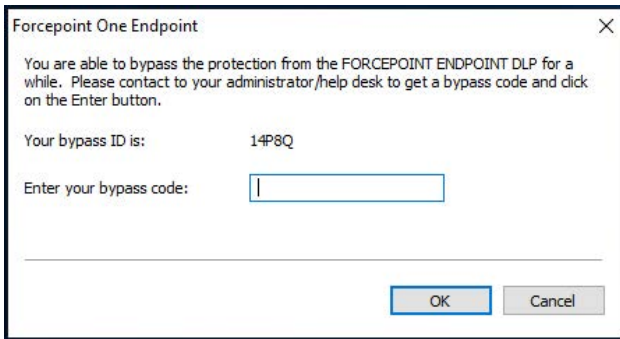 Forcepoint One Endpoint
You are able to bypass the protection from the FORCEPOINT ENDPOINT DLP for a
while. Please contact to your administrator/help desk to get a bypass code and click
on the Enter button.
Your bypass ID is: 14P8Q
Enter your bypass code:
OK Cancel